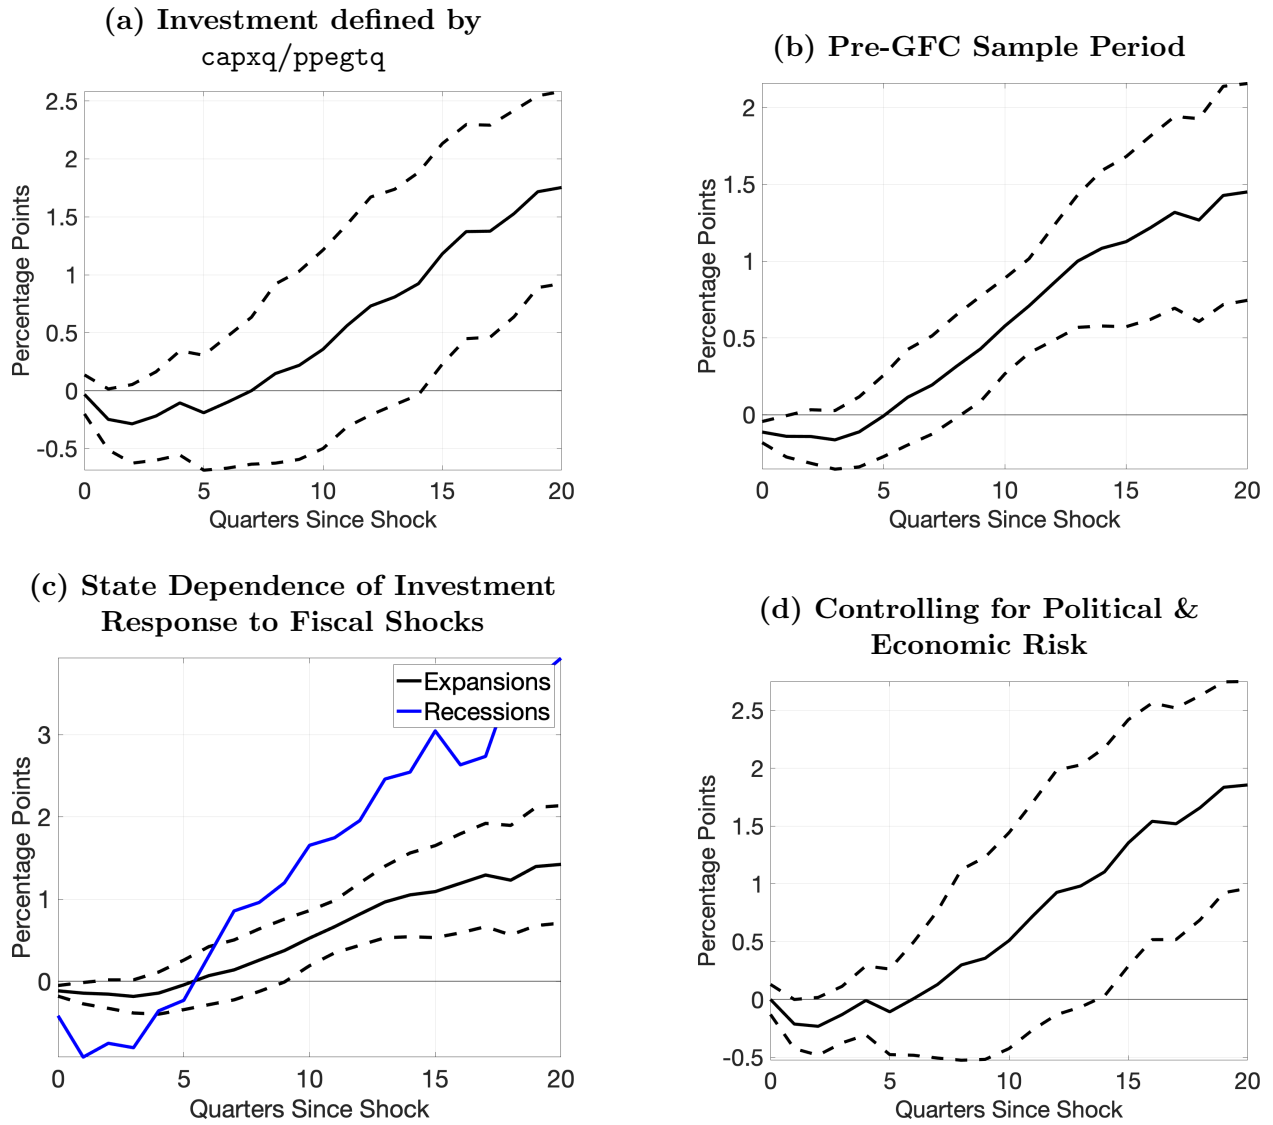 (a) Investment defined by
capxq/ppegtq
Percentage Points
2.5
2
1.5
1
0.5
0
-0.5
0 5 10 15 20
Quarters Since Shock
(b) Pre-GFC Sample Period
Percentage Points
2
1.5
1
0.5
0
0 5 10 15 20
Quarters Since Shock
(c) State Dependence of Investment
Response to Fiscal Shocks
Expansions
Recessions
Percentage Points
3
2
1
0
0 5 10 15 20
Quarters Since Shock
(d) Controlling for Political &
Economic Risk
Percentage Points
2.5
2
1.5
1
0.5
0
-0.5
0 5 10 15 20
Quarters Since Shock